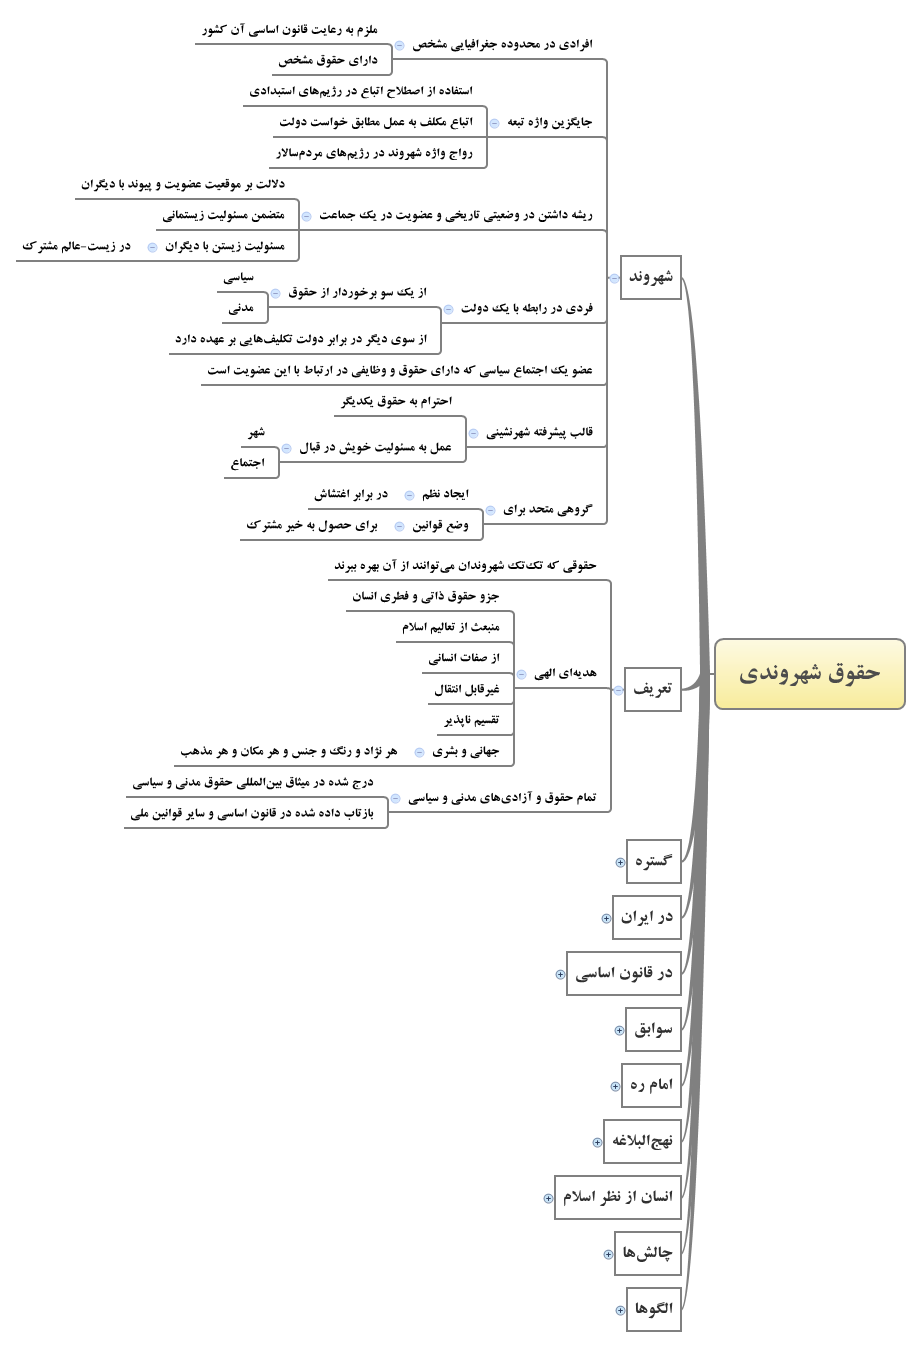 حقوق شهروندی
شهروند
افرادی در محدوده جغرافیایی مشخص
ملزم به رعایت قانون اساسی آن کشور
دارای حقوق مشخص
جایگزین واژه تبعه
استفاده از اصطلاح اتباع در رژیم‌های استبدادی
اتباع مکلف به عمل مطابق خواست دولت
رواج واژه شهروند در رژیم‌های مردم‌سالار
ریشه داشتن در وضعیتی تاریخی و عضویت در یک جماعت
دلالت بر موقعیت عضویت و پیوند با دیگران
متضمن مسئولیت زیستمانی
مسئولیت زیستن با دیگران
در زیست-عالم مشترک
فردی در رابطه با یک دولت
از یک سو برخوردار از حقوق
سیاسی
مدنی
از سوی دیگر در برابر دولت تکلیف‌هایی بر عهده دارد
عضو یک اجتماع سیاسی که دارای حقوق و وظایفی در ارتباط با این عضویت است
قالب پیشرفته شهرنشینی
احترام به حقوق یکدیگر
عمل به مسئولیت خویش در قبال
شهر
اجتماع
گروهی متحد برای
ایجاد نظم
در برابر اغتشاش
وضع قوانین
برای حصول به خیر مشترک
تعریف
حقوقی که تک‌تک شهروندان می‌توانند از آن بهره ببرند
هدیه‌ای الهی
جزو حقوق ذاتی و فطری انسان
منبعث از تعالیم اسلام
از صفات انسانی
غیرقابل انتقال
تقسیم ناپذیر
جهانی و بشری
هر نژاد و رنگ و جنس و هر مکان و هر مذهب
تمام حقوق و آزادی‌های مدنی و سیاسی
درج شده در میثاق بین‌المللی حقوق مدنی و سیاسی
بازتاب داده شده در قانون اساسی و سایر قوانین ملی
گستره
در ایران
در قانون اساسی
سوابق
امام ره
نهج‌البلاغه
انسان از نظر اسلام
چالش‌ها
الگوها